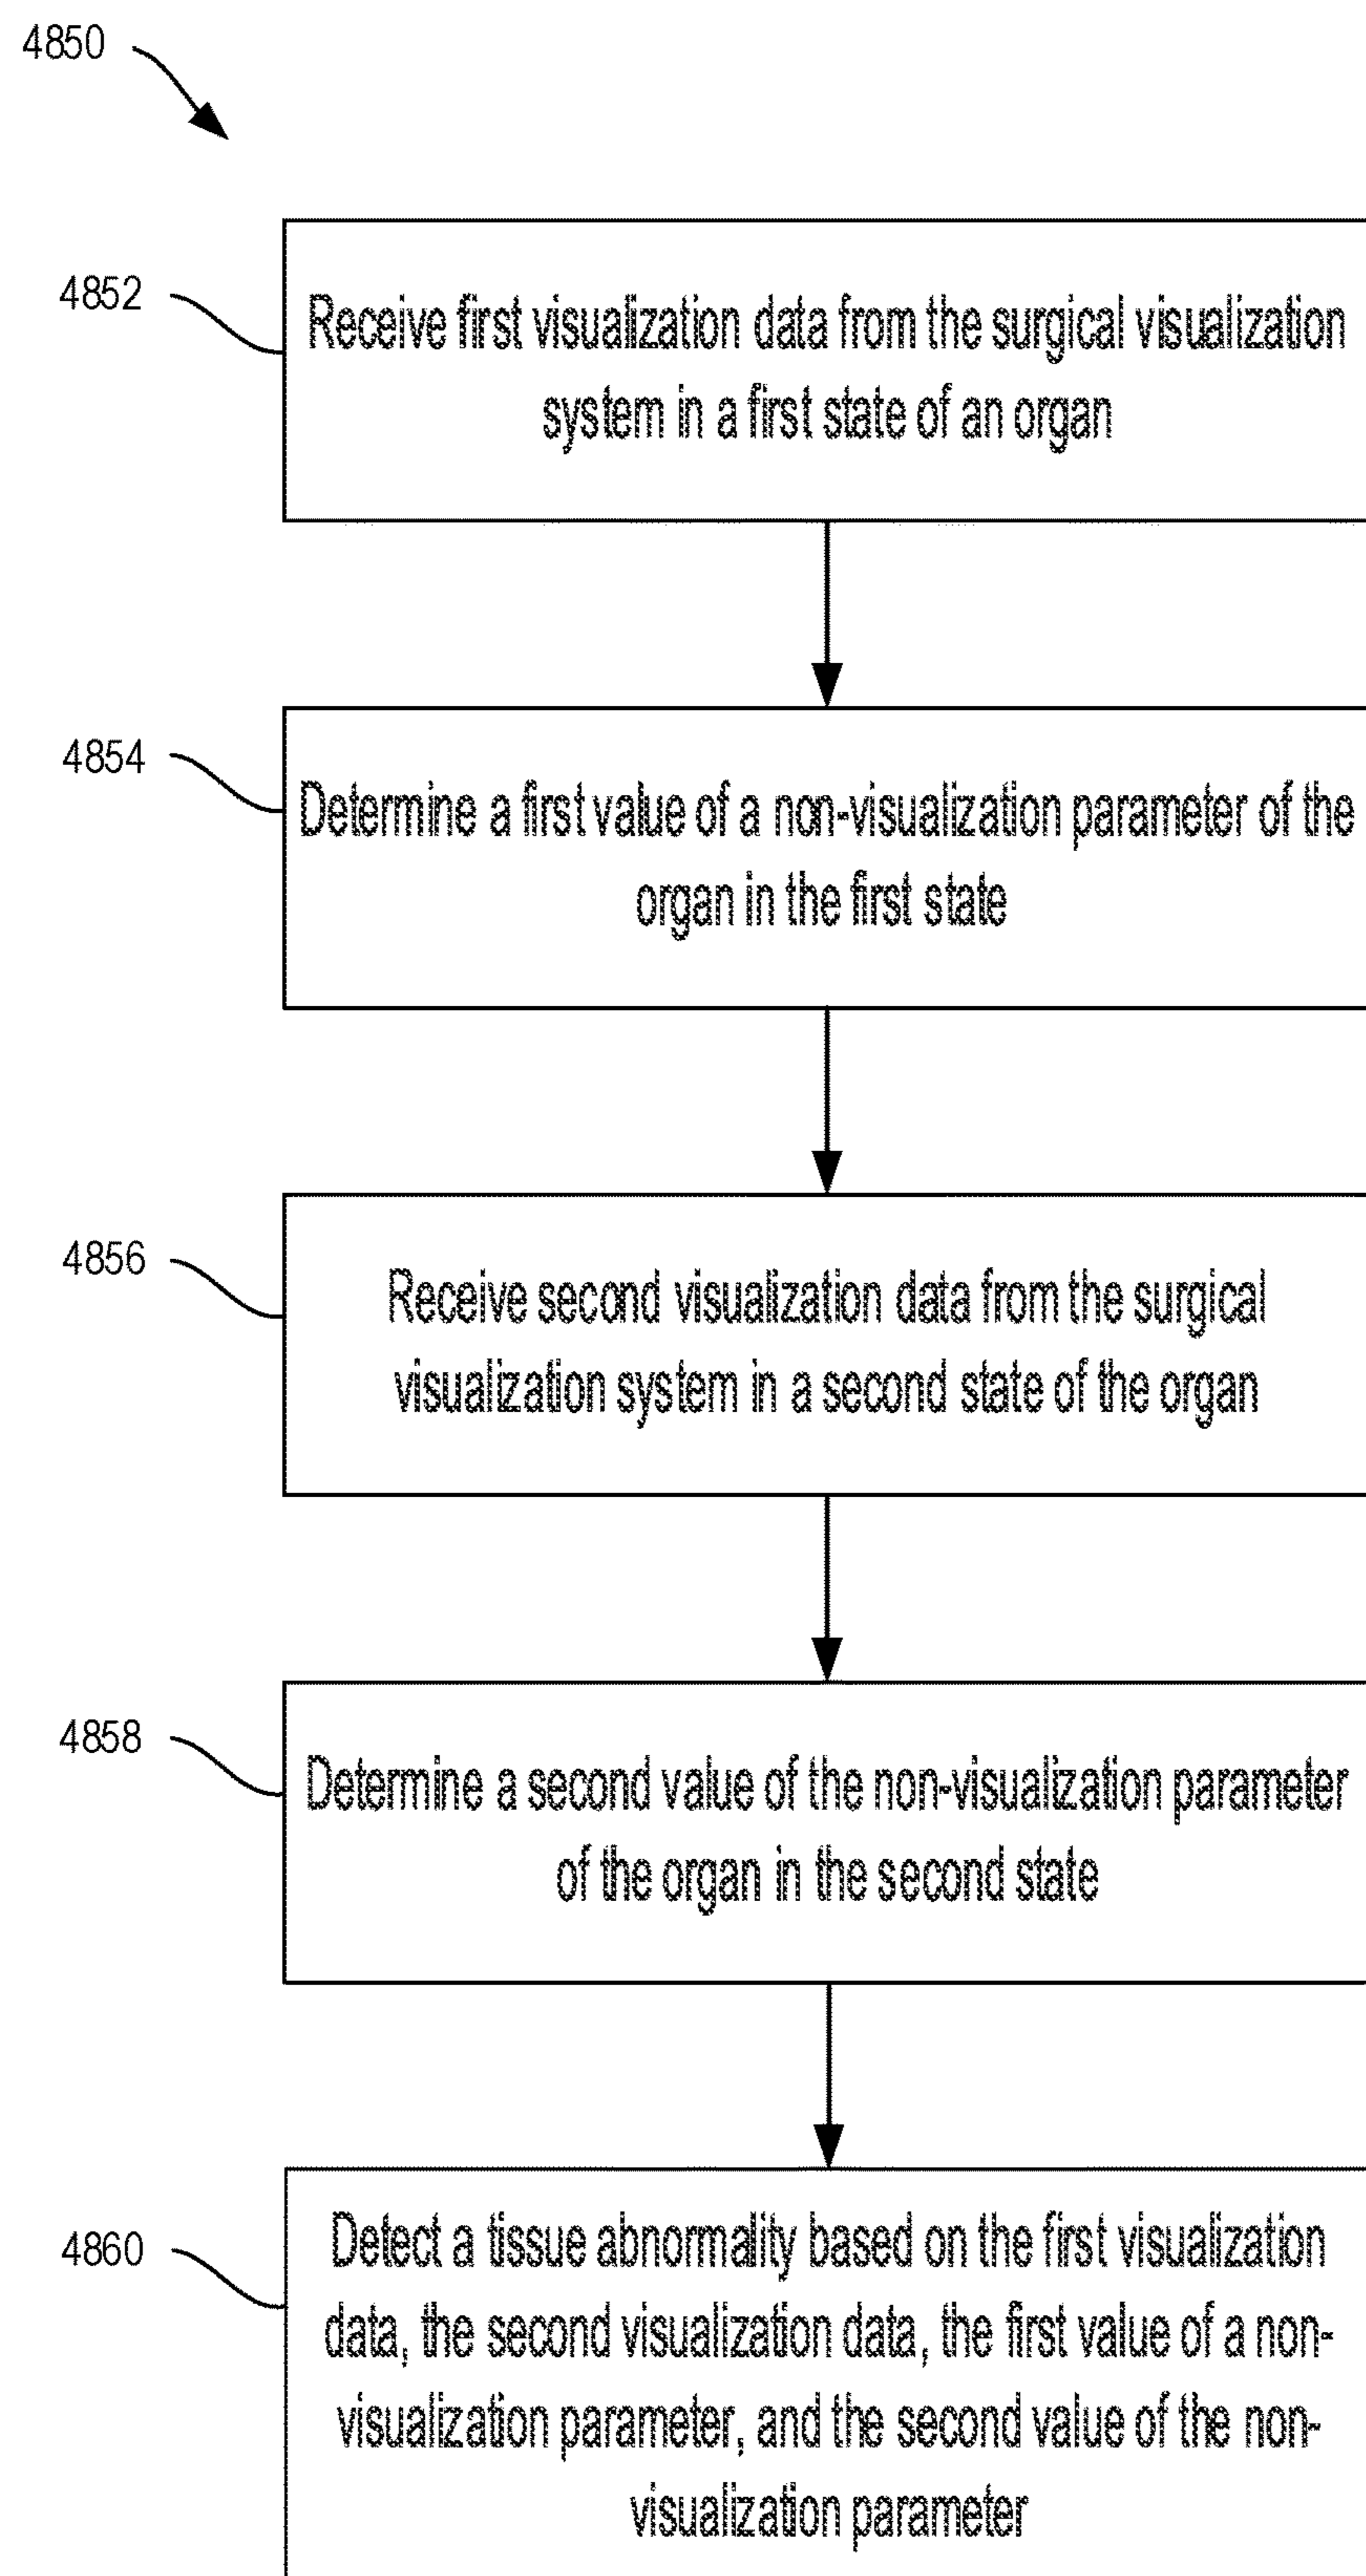 4850
4852
Receive first visualization data from the surgical visualization
system in a first state of an organ
4854
Determine a first value of a non-visualization parameter of the
organ in the first state
4856
Receive second visualization data from the surgical
visualization system in a second state of the organ
4858
Determine a second value of the non-visualization parameter
of the organ in the second state
4860
Detect a tissue abnormality based on the first visualization
data, the second visualization data, the first value of a non-
visualization parameter, and the second value of the non-
visualization parameter